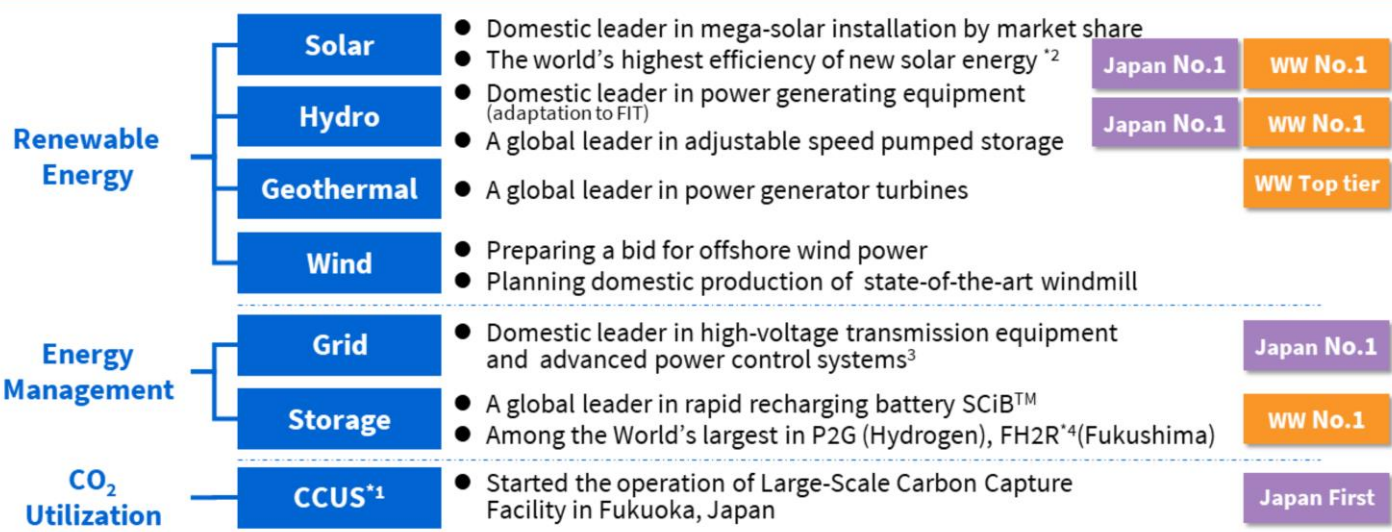 Renewable
Energy
Solar
● Domestic leader in mega-solar installation by market share
● The world's highest efficiency of new solar energy *2
Japan No.1
WW No.1
Hydro
● Domestic leader in power generating equipment
(adaptation to FIT)
● A global leader in adjustable speed pumped storage
Japan No.1
WW No.1
Geothermal
● A global leader in power generator turbines
WW Top tier
Wind
● Preparing a bid for offshore wind power
● Planning domestic production of state-of-the-art windmill
Energy
Management
Grid
● Domestic leader in high-voltage transmission equipment
and advanced power control systems³
Japan No.1
Storage
● A global leader in rapid recharging battery SCiB™
● Among the World's largest in P2G (Hydrogen), FH2R*4(Fukushima)
WW No.1
CO₂
Utilization
CCUS*1
● Started the operation of Large-Scale Carbon Capture
Facility in Fukuoka, Japan
Japan First